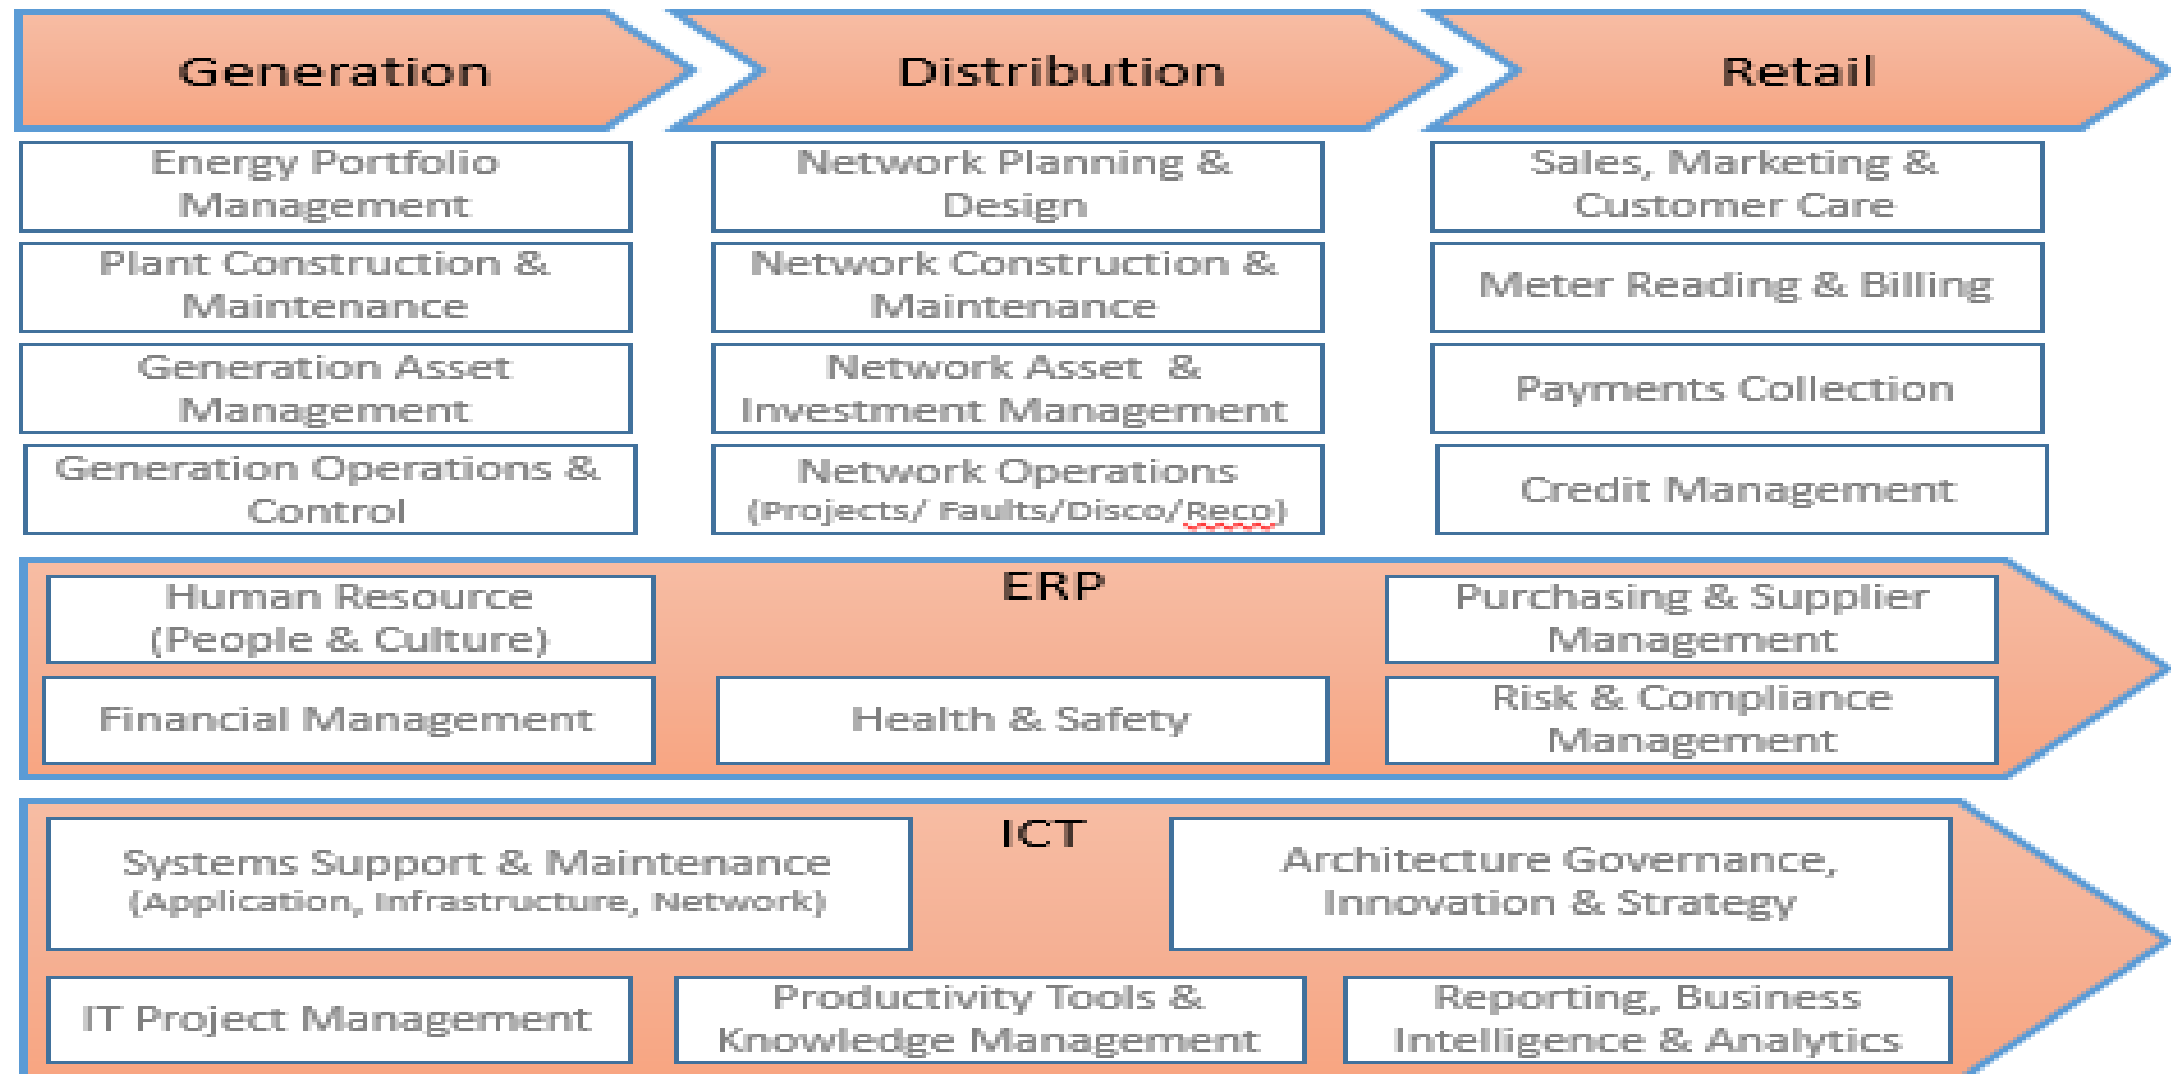 Generation
Distribution
Retail
Energy Portfolio
Management
Network Planning &
Design
Sales, Marketing &
Customer Care
Plant Construction &
Maintenance
Network Construction &
Maintenance
Meter Reading & Billing
Generation Asset
Management
Network Asset  &
Investment Management
Payments Collection
Generation Operations &
Control
Network Operations
(Projects/ Faults/Disco/Reco)
Credit Management
ERP
Human Resource
(People & Culture)
Purchasing & Supplier
Management
Financial Management
Health & Safety
Risk & Compliance
Management
ICT
Systems Support & Maintenance
(Application, Infrastructure, Network)
Architecture Governance,
Innovation & Strategy
IT Project Management
Productivity Tools &
Knowledge Management
Reporting, Business
Intelligence & Analytics